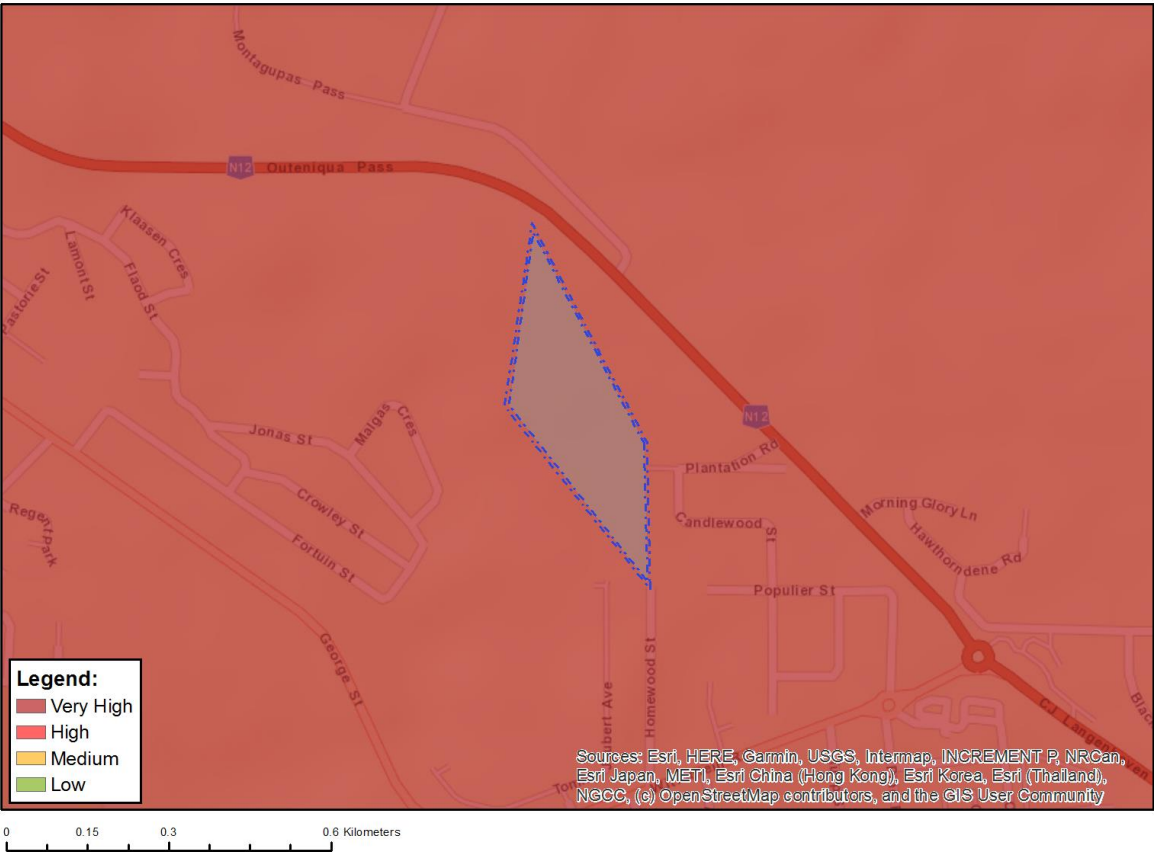 Montagupas Pass
N12
Outeniqua Pass
Klaasen Cres
Lamont St
Flaod St
Pastorie St
N12
Jonas St
Malgas Cres
Plantation Rd
Crowley St
Candlewood St
Morning Glory Ln
Hawthorndene Rd
Regent Park
Fortuin St
Populier St
George St
Homewood St
ubert Ave
CJ Langenhoven
Black
Legend:
Very High
High
Medium
Low
Sources: Esri, HERE, Garmin, USGS, Intermap, INCREMENT P, NRCan,
Esri Japan, METI, Esri China (Hong Kong), Esri Korea, Esri (Thailand),
NGCC, (c) OpenStreetMap contributors, and the GIS User Community
0 0.15 0.3 0.6 Kilometers